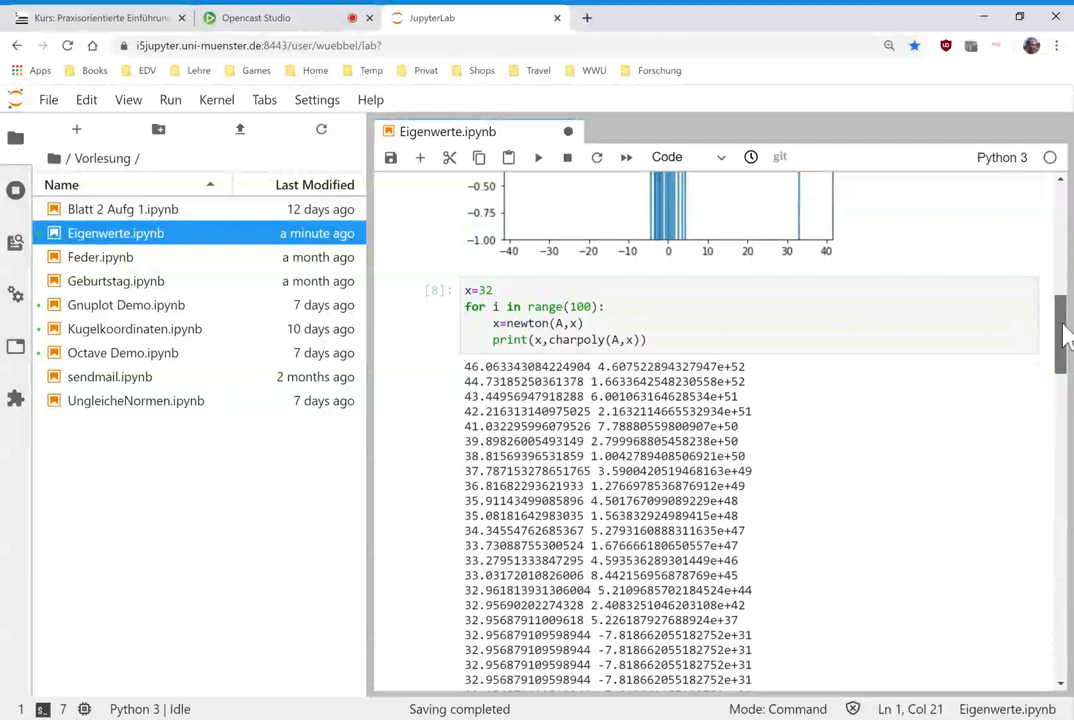 Kurs: Praxisorientierte Einführung
Opencast Studio
JupyterLab
i5jupyter.uni-muenster.de:8443/user/wuebbel/lab?
Apps Books EDV Lehre Games Home Temp Privat Shops Travel WWU Forschung
File Edit View Run Kernel Tabs Settings Help
Eigenwerte.ipynb
/ Vorlesung /
Code
git
Python 3
Name Last Modified
Blatt 2 Aufg 1.ipynb 12 days ago
Eigenwerte.ipynb a minute ago
Feder.ipynb a month ago
Geburtstag.ipynb a month ago
Gnuplot Demo.ipynb 7 days ago
Kugelkoordinaten.ipynb 10 days ago
Octave Demo.ipynb 7 days ago
sendmail.ipynb 2 months ago
UngleicheNormen.ipynb 7 days ago
−0.50
−0.75
−1.00
−40 −30 −20 −10 0 10 20 30 40
[8]: x=32
for i in range(100):
x=newton(A,x)
print(x,charpoly(A,x))
46.063343084224904 4.607522894327947e+52
44.73185250361378 1.6633642548230558e+52
43.44956947918288 6.001063164628534e+51
42.216313140975025 2.1632114665532934e+51
41.032295996079526 7.78880559800907e+50
39.89826005493149 2.799968805458238e+50
38.81569396531859 1.0042789408506921e+50
37.787153278651765 3.5900420519468163e+49
36.81682293621933 1.2766978536876912e+49
35.91143499085896 4.501767099089229e+48
35.08181642983035 1.563832924989415e+48
34.34554762685367 5.2793160888311635e+47
33.73088755300524 1.676666180650557e+47
33.27951333847295 4.593536289301449e+46
33.03172010826006 8.442156956878769e+45
32.961813931306004 5.2109685702184524e+44
32.95690202274328 2.4083251046203108e+42
32.95687911009618 5.226187927688924e+37
32.95687109598944 -7.818662055182752e+31
32.95687109598944 -7.818662055182752e+31
32.95687109598944 -7.818662055182752e+31
32.95687109598944 -7.818662055182752e+31
1 7 Python 3 | Idle
Saving completed
Mode: Command
Ln 1, Col 21
Eigenwerte.ipynb